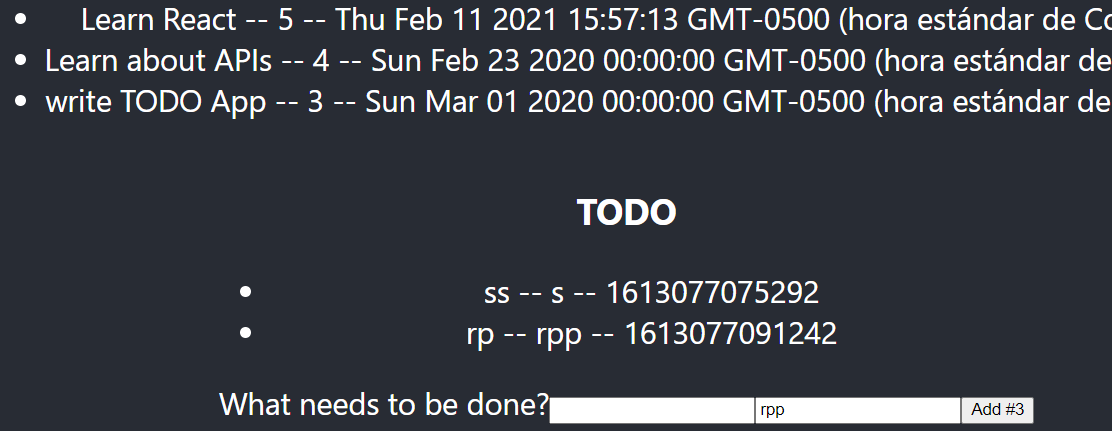 Learn React -- 5 -- Thu Feb 11 2021 15:57:13 GMT-0500 (hora estándar de Co
Learn about APIs -- 4 -- Sun Feb 23 2020 00:00:00 GMT-0500 (hora estándar de
write TODO App -- 3 -- Sun Mar 01 2020 00:00:00 GMT-0500 (hora estándar de
TODO
ss -- s -- 1613077075292
rp -- rpp -- 1613077091242
What needs to be done? rpp Add #3